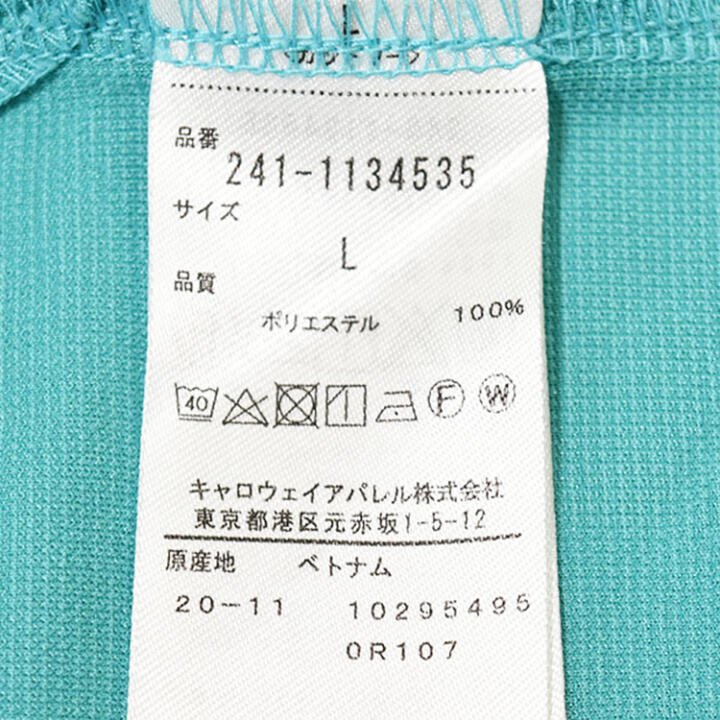 L
品番
241-1134535
サイズ
L
品質
ポリエステル 100%
40 F W
キャロウェイアパレル株式会社
東京都港区元赤坂1-5-12
原産地 ベトナム
20-11 10295495
0R107